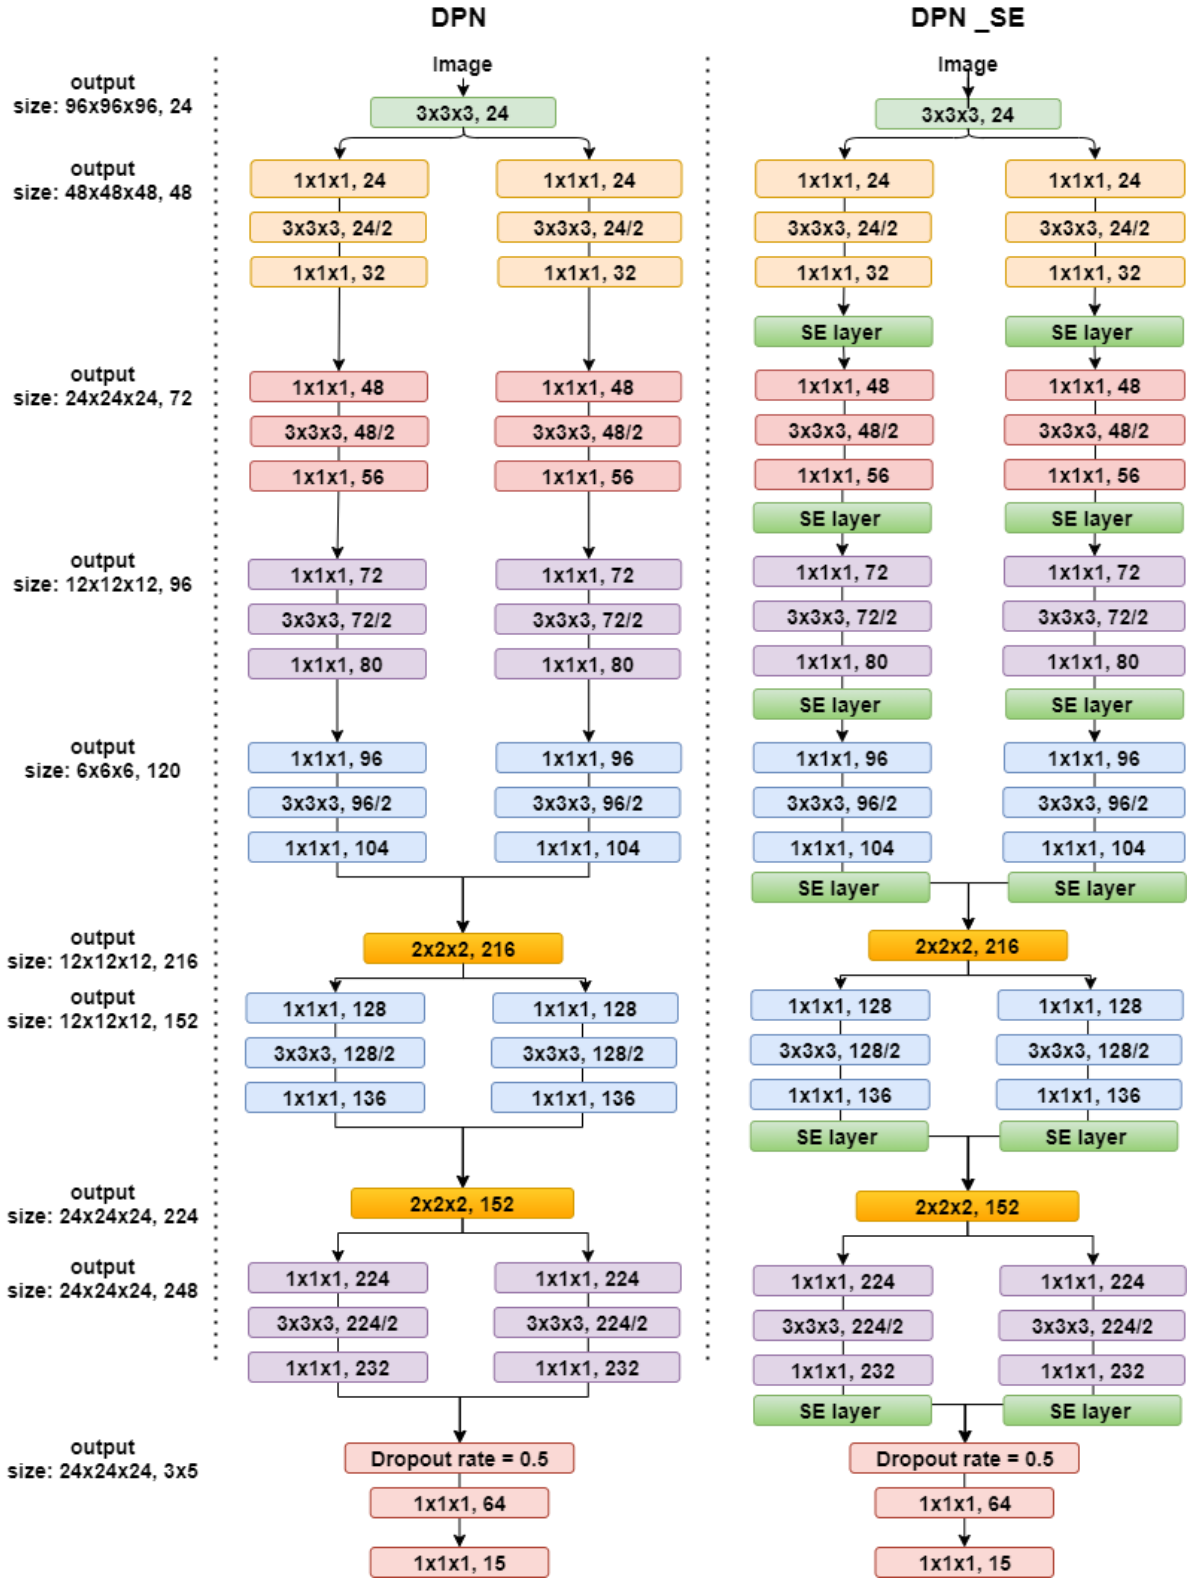 DPN
DPN _SE
output
size: 96x96x96, 24
Image
3x3x3, 24
Image
3x3x3, 24
output
size: 48x48x48, 48
1x1x1, 24
1x1x1, 24
1x1x1, 24
1x1x1, 24
3x3x3, 24/2
3x3x3, 24/2
3x3x3, 24/2
3x3x3, 24/2
1x1x1, 32
1x1x1, 32
1x1x1, 32
1x1x1, 32
SE layer
SE layer
output
size: 24x24x24, 72
1x1x1, 48
1x1x1, 48
1x1x1, 48
1x1x1, 48
3x3x3, 48/2
3x3x3, 48/2
3x3x3, 48/2
3x3x3, 48/2
1x1x1, 56
1x1x1, 56
1x1x1, 56
1x1x1, 56
SE layer
SE layer
output
size: 12x12x12, 96
1x1x1, 72
1x1x1, 72
1x1x1, 72
1x1x1, 72
3x3x3, 72/2
3x3x3, 72/2
3x3x3, 72/2
3x3x3, 72/2
1x1x1, 80
1x1x1, 80
1x1x1, 80
1x1x1, 80
SE layer
SE layer
output
size: 6x6x6, 120
1x1x1, 96
1x1x1, 96
1x1x1, 96
1x1x1, 96
3x3x3, 96/2
3x3x3, 96/2
3x3x3, 96/2
3x3x3, 96/2
1x1x1, 104
1x1x1, 104
1x1x1, 104
1x1x1, 104
SE layer
SE layer
output
size: 12x12x12, 216
2x2x2, 216
2x2x2, 216
output
size: 12x12x12, 152
1x1x1, 128
1x1x1, 128
1x1x1, 128
1x1x1, 128
3x3x3, 128/2
3x3x3, 128/2
3x3x3, 128/2
3x3x3, 128/2
1x1x1, 136
1x1x1, 136
1x1x1, 136
1x1x1, 136
SE layer
SE layer
output
size: 24x24x24, 224
2x2x2, 152
2x2x2, 152
output
size: 24x24x24, 248
1x1x1, 224
1x1x1, 224
1x1x1, 224
1x1x1, 224
3x3x3, 224/2
3x3x3, 224/2
3x3x3, 224/2
3x3x3, 224/2
1x1x1, 232
1x1x1, 232
1x1x1, 232
1x1x1, 232
SE layer
SE layer
output
size: 24x24x24, 3x5
Dropout rate = 0.5
Dropout rate = 0.5
1x1x1, 64
1x1x1, 64
1x1x1, 15
1x1x1, 15